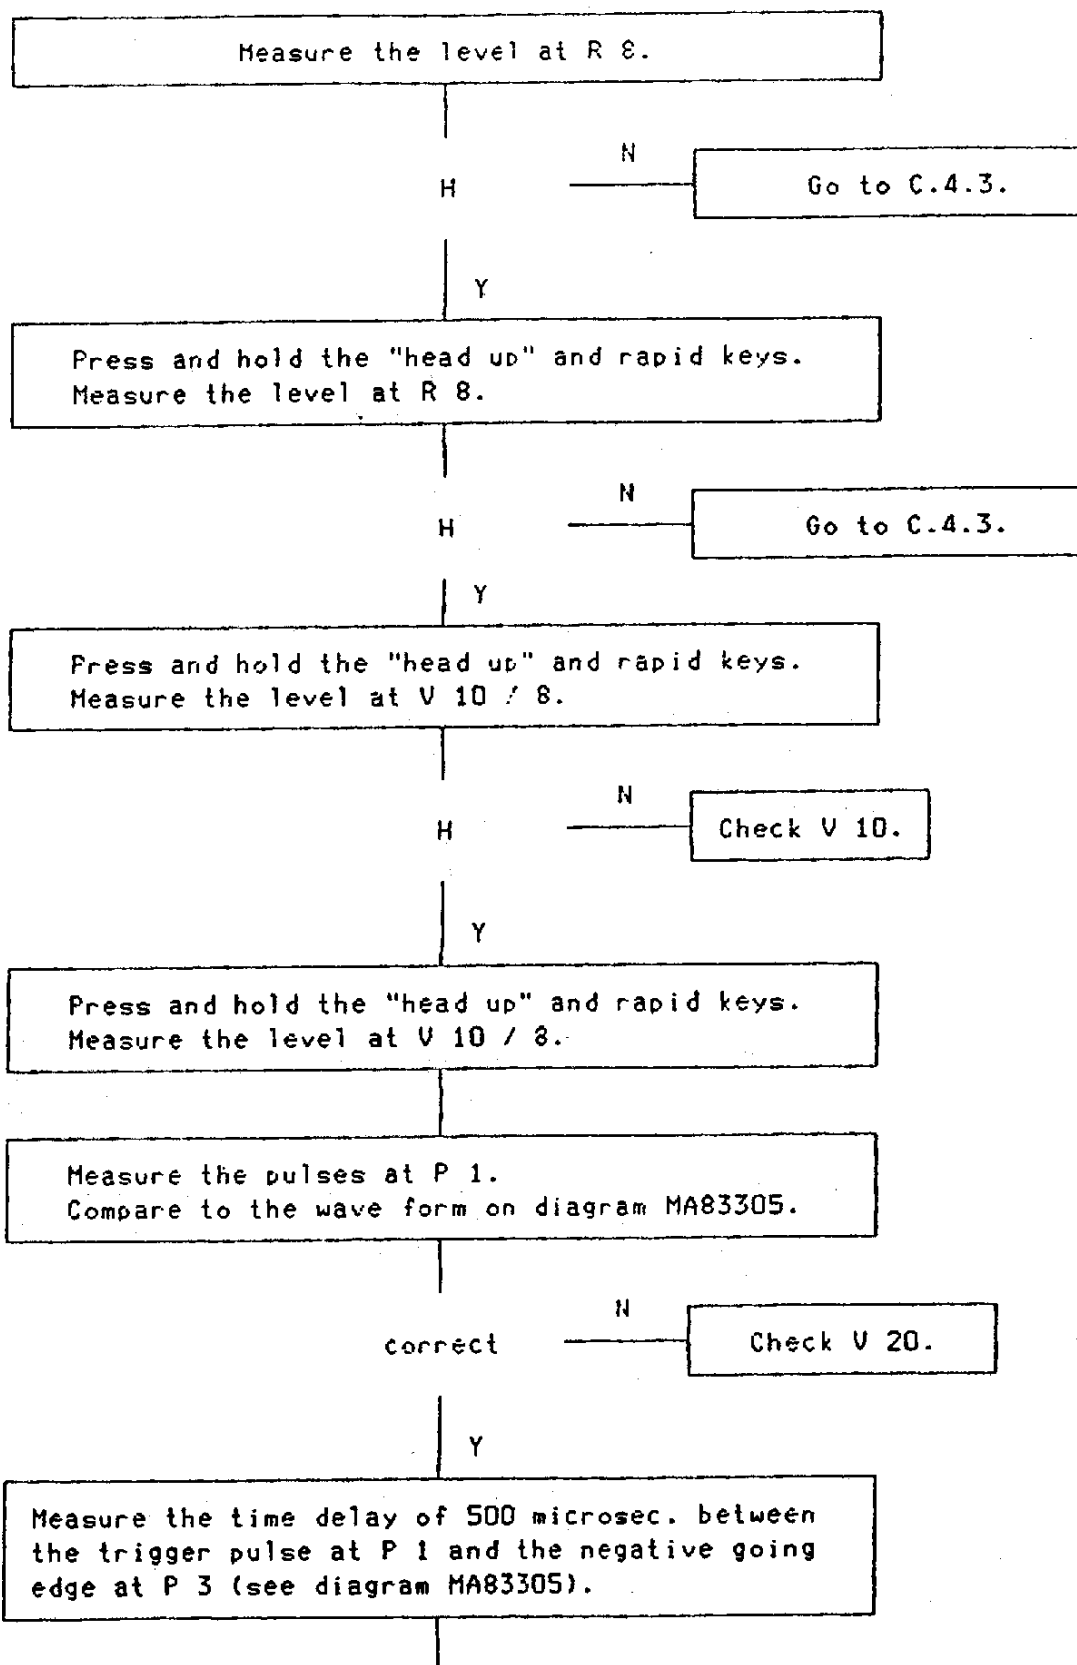 Measure the level at R 8.
N
H
Go to C.4.3.
Y
Press and hold the "head up" and rapid keys.
Measure the level at R 8.
N
H
Go to C.4.3.
Y
Press and hold the "head up" and rapid keys.
Measure the level at V 10 / 8.
N
H
Check V 10.
Y
Press and hold the "head up" and rapid keys.
Measure the level at V 10 / 8.
Measure the pulses at P 1.
Compare to the wave form on diagram MA83305.
N
correct
Check V 20.
Y
Measure the time delay of 500 microsec. between
the trigger pulse at P 1 and the negative going
edge at P 3 (see diagram MA83305).